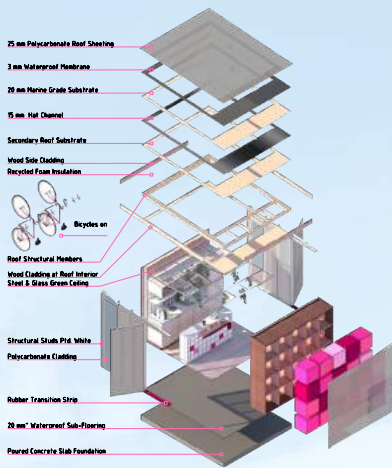 25 mm Polycarbonate Roof Sheeting
3 mm Waterproof Membrane
20 mm Marine Grade Substrate
15 mm Hat Channel
Secondary Roof Substrate
Wood Side Cladding
Recycled Foam Insulation
Bicycles on
Roof Structural Members
Wood Cladding at Roof Interior
Steel & Glass Green Ceiling
Structural Studs Ptd. White
Polycarbonate Cladding
Rubber Transition Strip
20 mm" Waterproof Sub-Flooring
Poured Concrete Slab Foundation